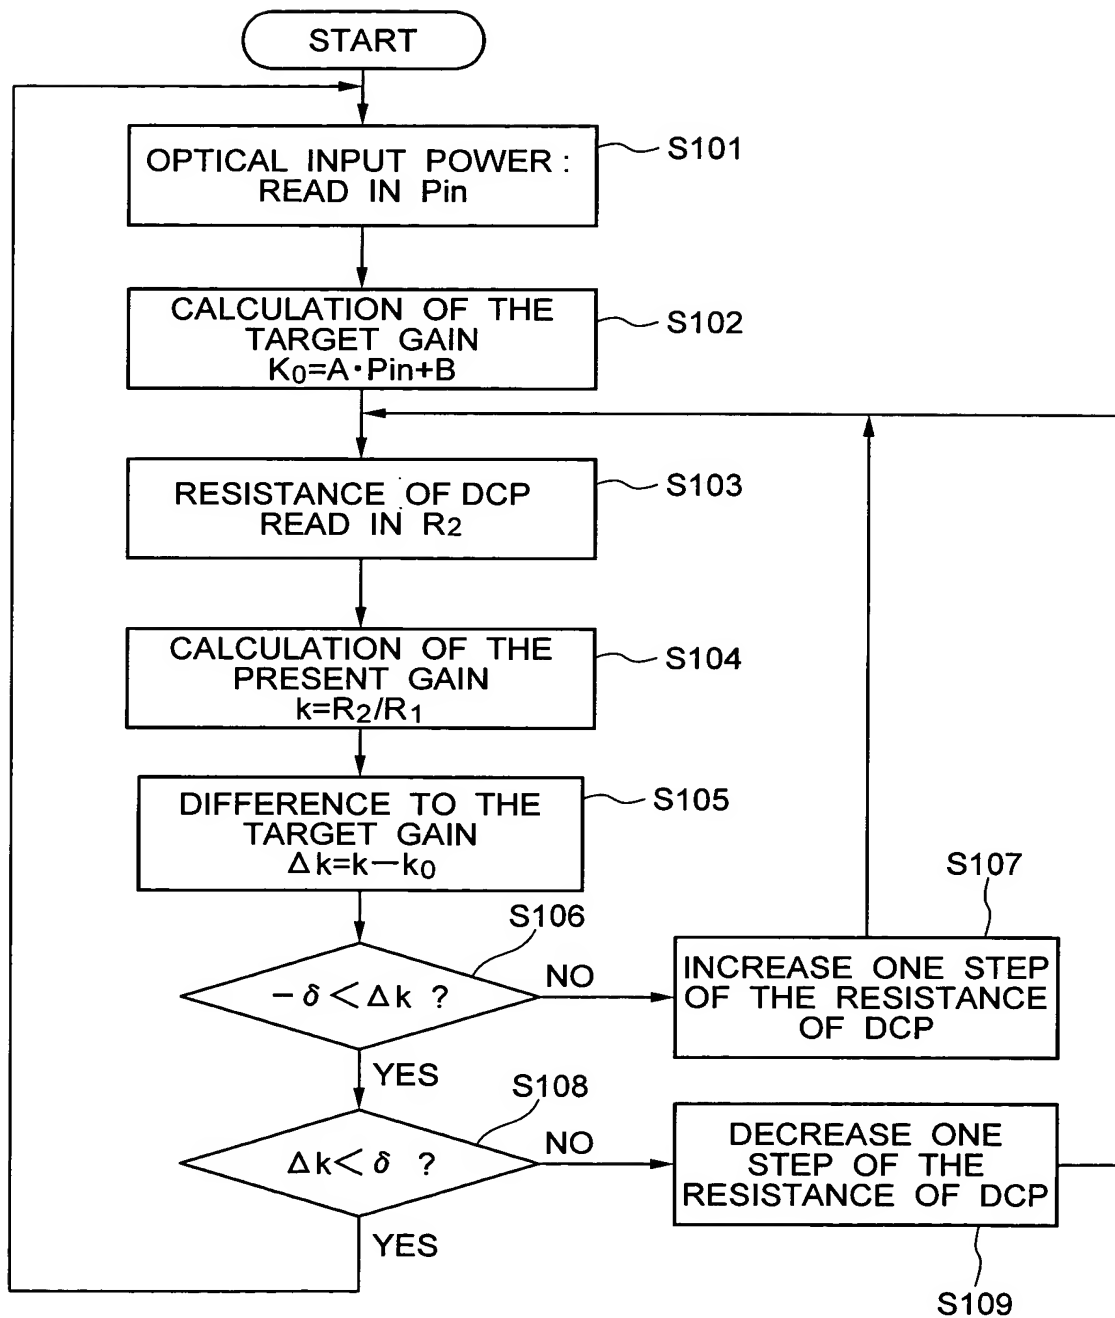 START
OPTICAL INPUT POWER :
READ IN Pin
S101
CALCULATION OF THE
TARGET GAIN
K₀=A・Pin+B
S102
RESISTANCE OF DCP
READ IN R₂
S103
CALCULATION OF THE
PRESENT GAIN
k=R₂/R₁
S104
DIFFERENCE TO THE
TARGET GAIN
Δk=k−k₀
S105
S106
−δ<Δk ?
NO
YES
S107
INCREASE ONE STEP
OF THE RESISTANCE
OF DCP
S108
Δk<δ ?
NO
YES
DECREASE ONE
STEP OF THE
RESISTANCE OF DCP
S109